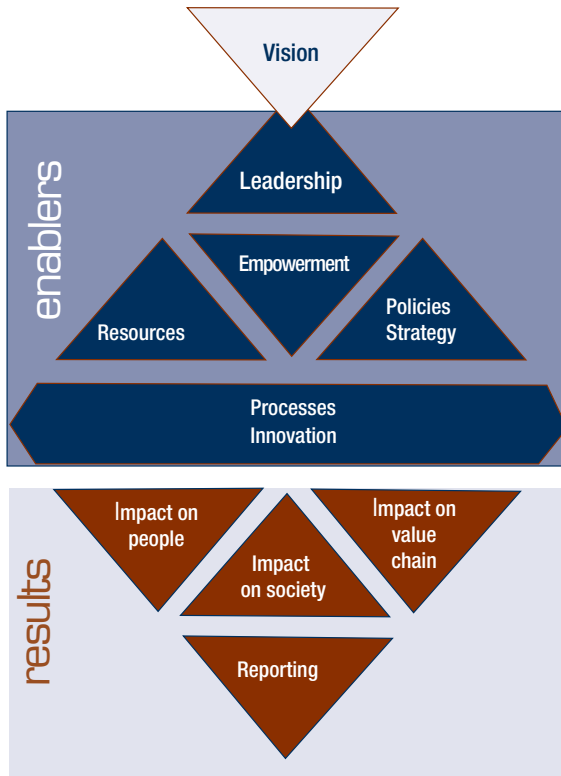 Vision
enablers
Leadership
Empowerment
Resources
Policies
Strategy
Processes
Innovation
results
Impact on
people
Impact
on society
Impact on
value
chain
Reporting